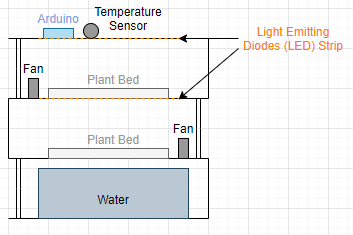 Arduino
Temperature
Sensor
Light Emitting
Diodes (LED) Strip
Fan
Plant Bed
Plant Bed
Fan
Water